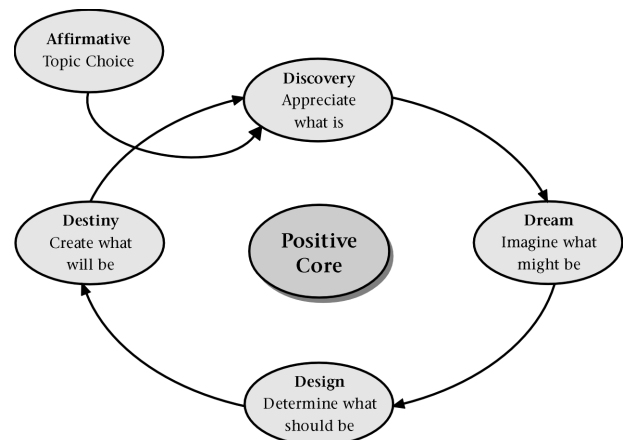 Affirmative
Topic Choice
Discovery
Appreciate
what is
Destiny
Create what
will be
Positive
Core
Dream
Imagine what
might be
Design
Determine what
should be